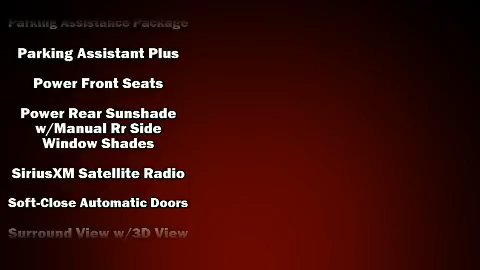 Parking Assistance Package
Parking Assistant Plus
Power Front Seats
Power Rear Sunshade
w/Manual Rr Side
Window Shades
SiriusXM Satellite Radio
Soft-Close Automatic Doors
Surround View w/3D View